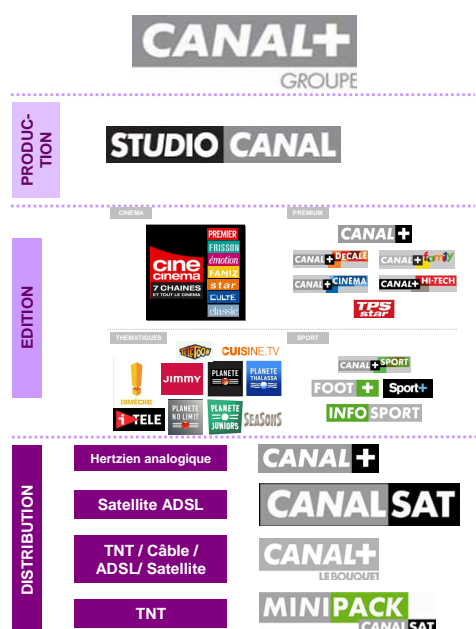 CANAL+
GROUPE
PRODUC-
TION
STUDIO CANAL
EDITION
CINEMA
PREMIUM
cine
cinema
7 CHAINES
ET TOUT LE CINEMA
PREMIER
FRISSON
émotion
FAMIZ
star
CULTE
classic
CANAL+
CANAL+ DECALE
CANAL+ family
CANAL+ CINEMA
CANAL+ HI-TECH
TPS
star
THEMATIQUES
SPORT
TELETOON
CUISINE.TV
CINECHE
JIMMY
PLANETE
PLANETE
THALASSA
i>TELE
PLANETE
NO LIMIT
PLANETE
JUNIORS
SEASONS
CANAL+ SPORT
FOOT+
Sport+
INFOSPORT
DISTRIBUTION
Hertzien analogique
CANAL+
Satellite ADSL
CANALSAT
TNT / Câble /
ADSL/ Satellite
CANAL+
LE BOUQUET
TNT
MINIPACK
CANALSAT